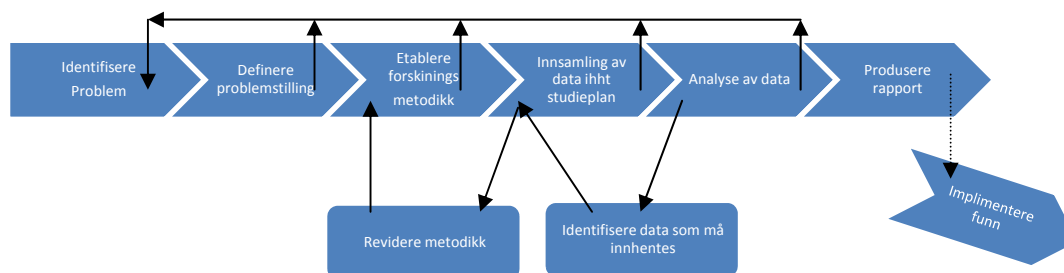 Identifisere
Problem
Definere
problemstilling
Etablere
forskinings
metodikk
Innsamling av
data ihht
studieplan
Analyse av data
Produsere
rapport
Revidere metodikk
Identifisere data som må
innhentes
Implimentere
funn